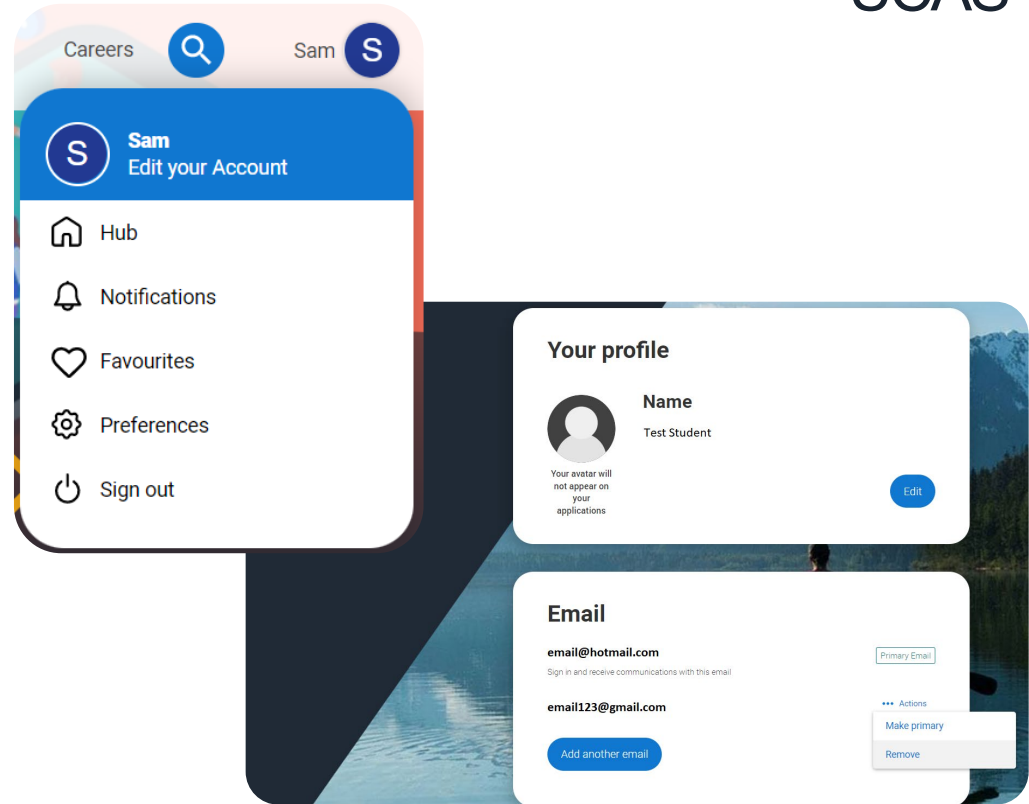 UCAS
Careers
Sam
S
S
Sam
Edit your Account
Hub
Notifications
Favourites
Preferences
Sign out
Your profile
Name
Test Student
Your avatar will
not appear on
your
applications
Edit
Email
email@hotmail.com
Primary Email
Sign in and receive communications with this email
email123@gmail.com
••• Actions
Make primary
Add another email
Remove